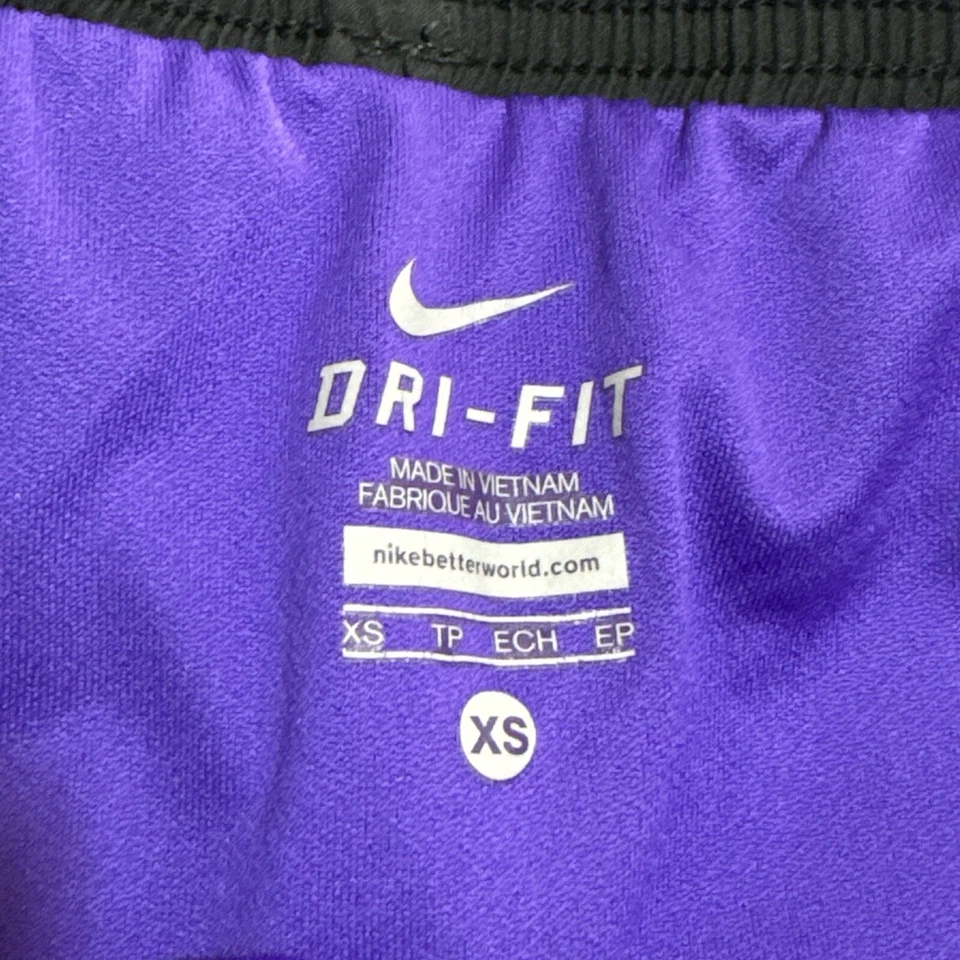 DRI-FIT
MADE IN VIETNAM
FABRIQUE AU VIETNAM
nikebetterworld.com
XS TP ECH EP
XS